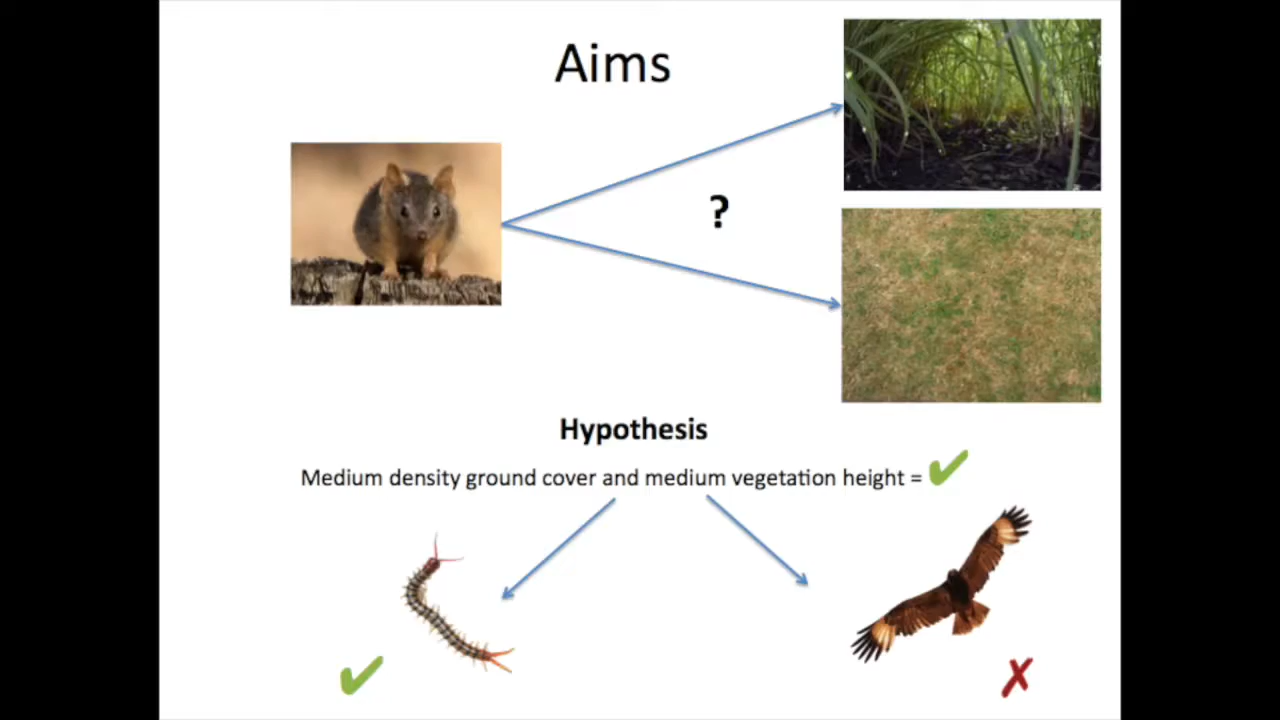 Aims
?
Hypothesis
Medium density ground cover and medium vegetation height =